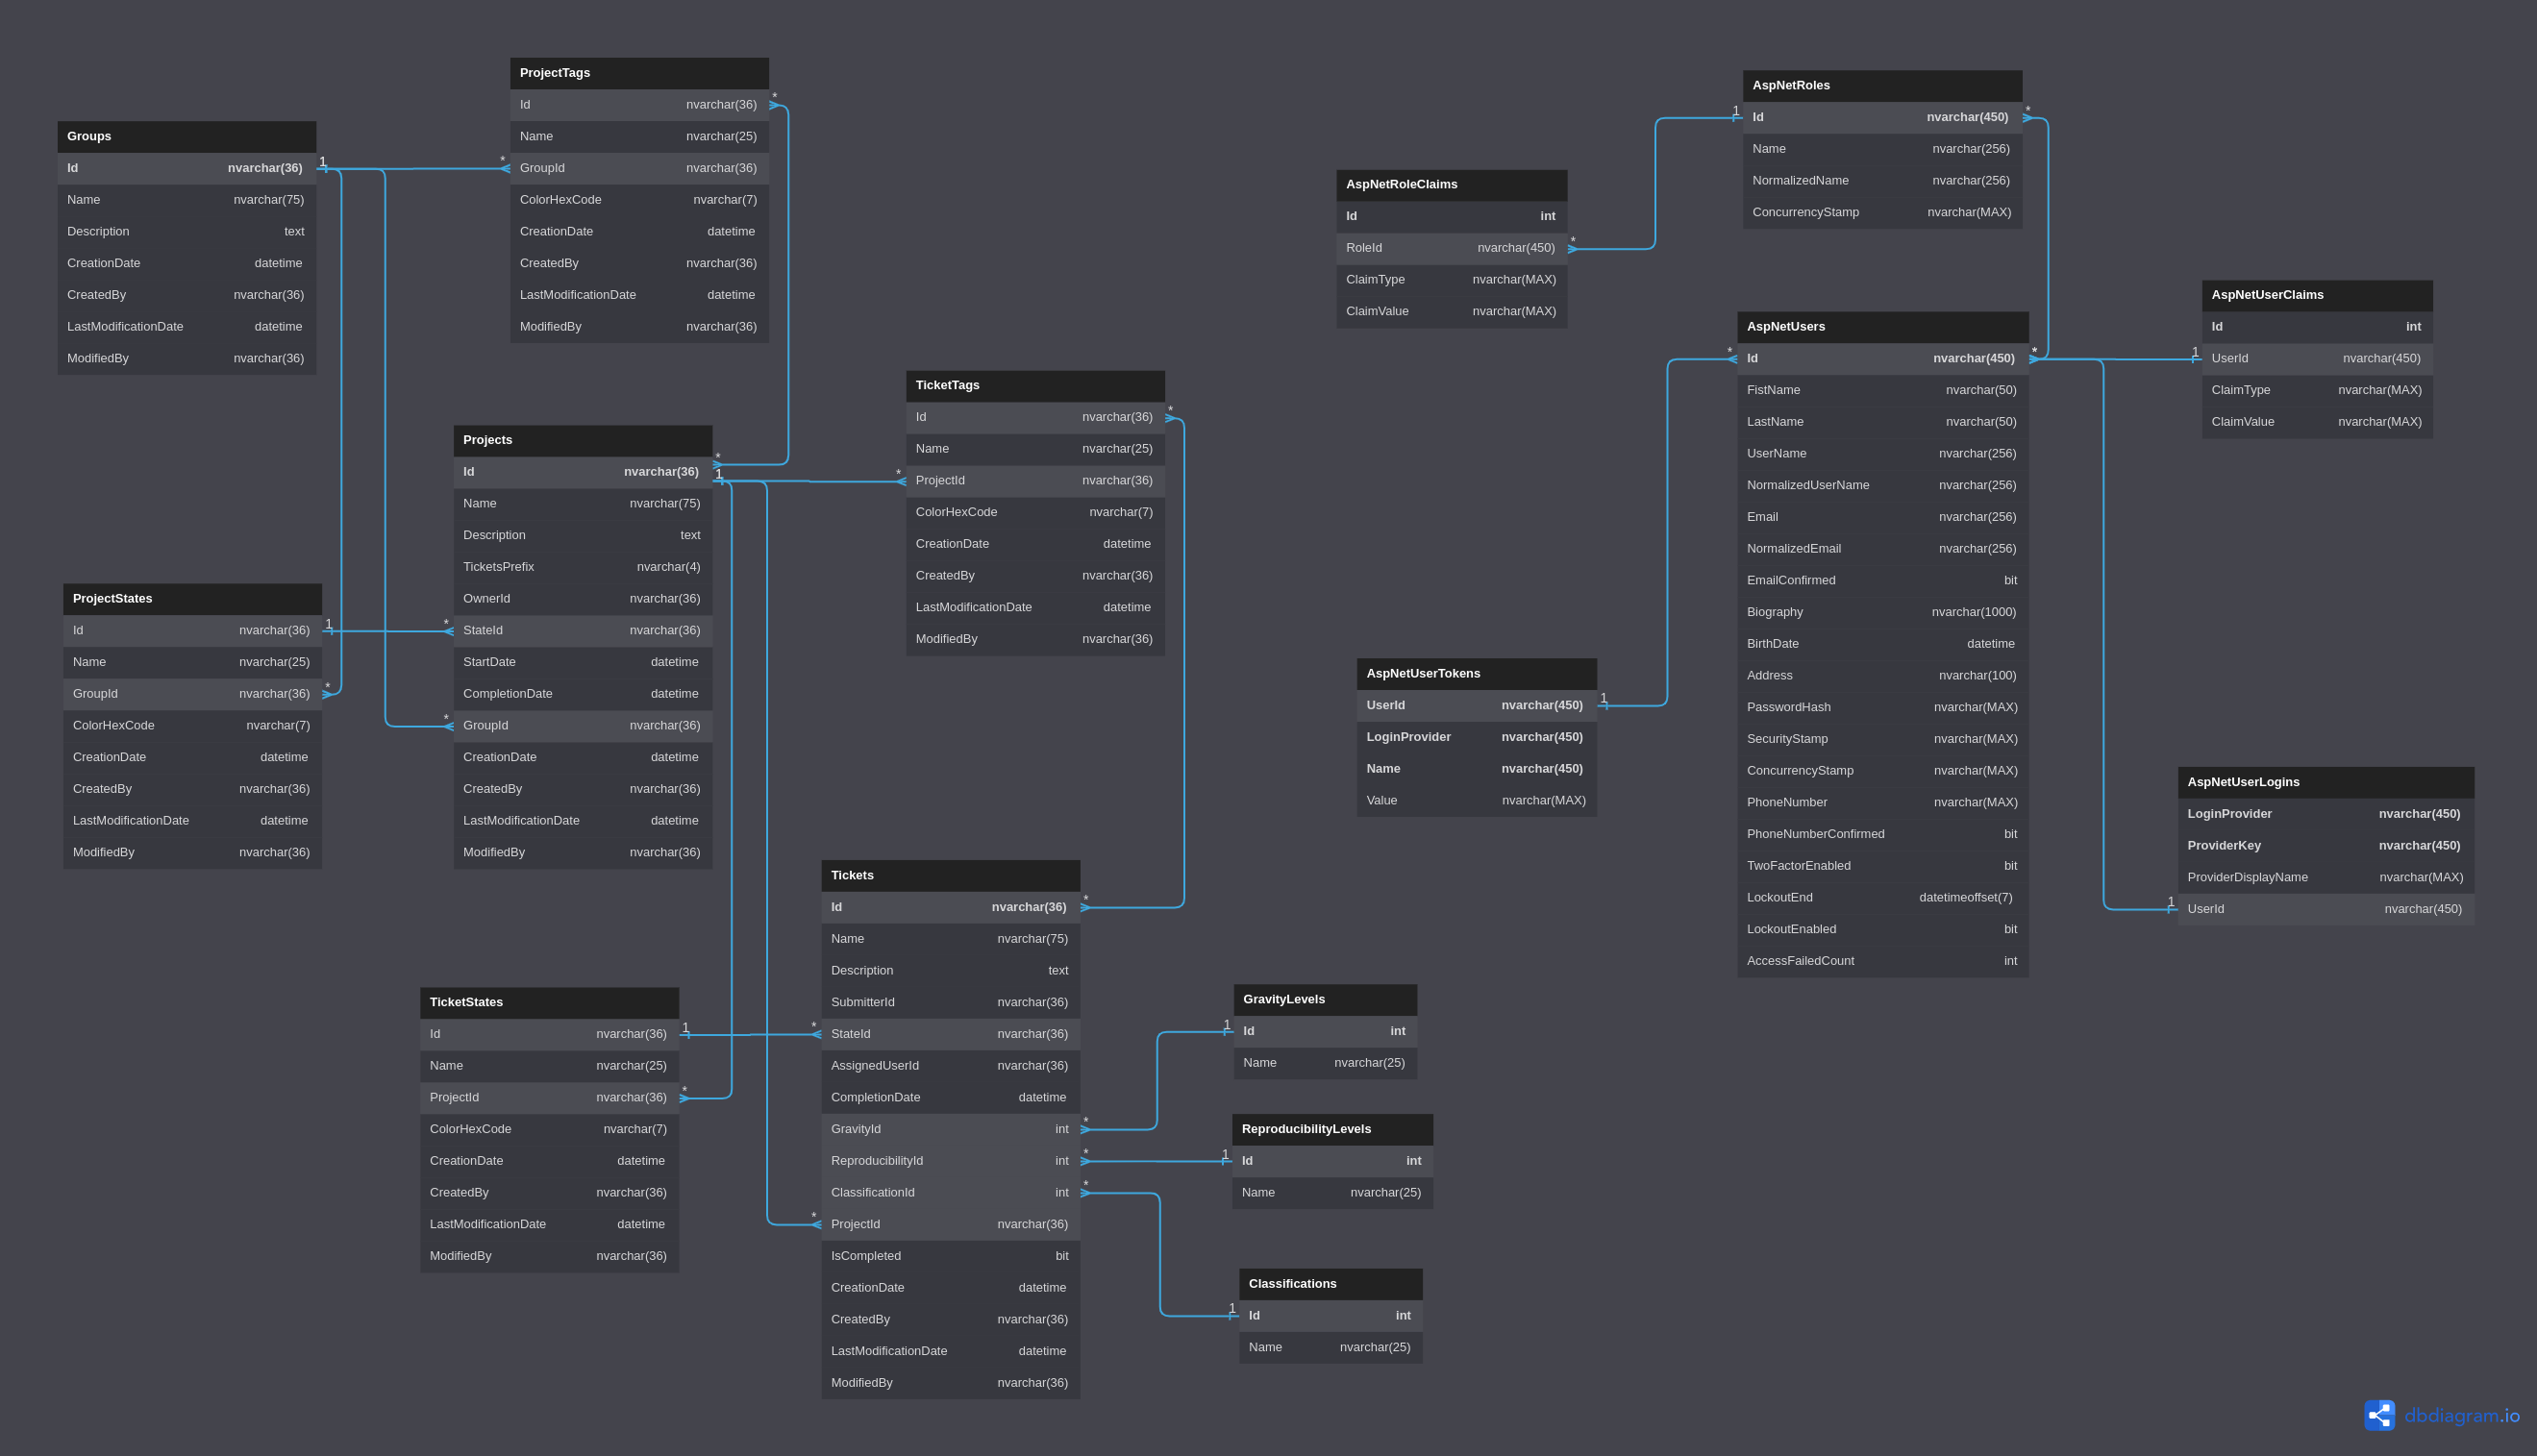 ProjectTags
Id nvarchar(36)
Name nvarchar(25)
GroupId nvarchar(36)
ColorHexCode nvarchar(7)
CreationDate datetime
CreatedBy nvarchar(36)
LastModificationDate datetime
ModifiedBy nvarchar(36)
*
Groups
Id nvarchar(36)
Name nvarchar(75)
Description text
CreationDate datetime
CreatedBy nvarchar(36)
LastModificationDate datetime
ModifiedBy nvarchar(36)
1
*
Projects
Id nvarchar(36)
Name nvarchar(75)
Description text
TicketsPrefix nvarchar(4)
OwnerId nvarchar(36)
StateId nvarchar(36)
StartDate datetime
CompletionDate datetime
GroupId nvarchar(36)
CreationDate datetime
CreatedBy nvarchar(36)
LastModificationDate datetime
ModifiedBy nvarchar(36)
*
1
*
*
ProjectStates
Id nvarchar(36)
Name nvarchar(25)
GroupId nvarchar(36)
ColorHexCode nvarchar(7)
CreationDate datetime
CreatedBy nvarchar(36)
LastModificationDate datetime
ModifiedBy nvarchar(36)
1
*
TicketTags
Id nvarchar(36)
Name nvarchar(25)
ProjectId nvarchar(36)
ColorHexCode nvarchar(7)
CreationDate datetime
CreatedBy nvarchar(36)
LastModificationDate datetime
ModifiedBy nvarchar(36)
*
*
Tickets
Id nvarchar(36)
Name nvarchar(75)
Description text
SubmitterId nvarchar(36)
StateId nvarchar(36)
AssignedUserId nvarchar(36)
CompletionDate datetime
GravityId int
ReproducibilityId int
ClassificationId int
ProjectId nvarchar(36)
IsCompleted bit
CreationDate datetime
CreatedBy nvarchar(36)
LastModificationDate datetime
ModifiedBy nvarchar(36)
*
*
*
*
*
*
TicketStates
Id nvarchar(36)
Name nvarchar(25)
ProjectId nvarchar(36)
ColorHexCode nvarchar(7)
CreationDate datetime
CreatedBy nvarchar(36)
LastModificationDate datetime
ModifiedBy nvarchar(36)
1
*
GravityLevels
Id int
Name nvarchar(25)
1
ReproducibilityLevels
Id int
Name nvarchar(25)
1
Classifications
Id int
Name nvarchar(25)
1
AspNetRoles
Id nvarchar(450)
Name nvarchar(256)
NormalizedName nvarchar(256)
ConcurrencyStamp nvarchar(MAX)
1
*
AspNetRoleClaims
Id int
RoleId nvarchar(450)
ClaimType nvarchar(MAX)
ClaimValue nvarchar(MAX)
*
AspNetUsers
Id nvarchar(450)
FistName nvarchar(50)
LastName nvarchar(50)
UserName nvarchar(256)
NormalizedUserName nvarchar(256)
Email nvarchar(256)
NormalizedEmail nvarchar(256)
EmailConfirmed bit
Biography nvarchar(1000)
BirthDate datetime
Address nvarchar(100)
PasswordHash nvarchar(MAX)
SecurityStamp nvarchar(MAX)
ConcurrencyStamp nvarchar(MAX)
PhoneNumber nvarchar(MAX)
PhoneNumberConfirmed bit
TwoFactorEnabled bit
LockoutEnd datetimeoffset(7)
LockoutEnabled bit
AccessFailedCount int
*
*
AspNetUserClaims
Id int
UserId nvarchar(450)
ClaimType nvarchar(MAX)
ClaimValue nvarchar(MAX)
1
AspNetUserTokens
UserId nvarchar(450)
LoginProvider nvarchar(450)
Name nvarchar(450)
Value nvarchar(MAX)
1
AspNetUserLogins
LoginProvider nvarchar(450)
ProviderKey nvarchar(450)
ProviderDisplayName nvarchar(MAX)
UserId nvarchar(450)
1
dbdiagram.io